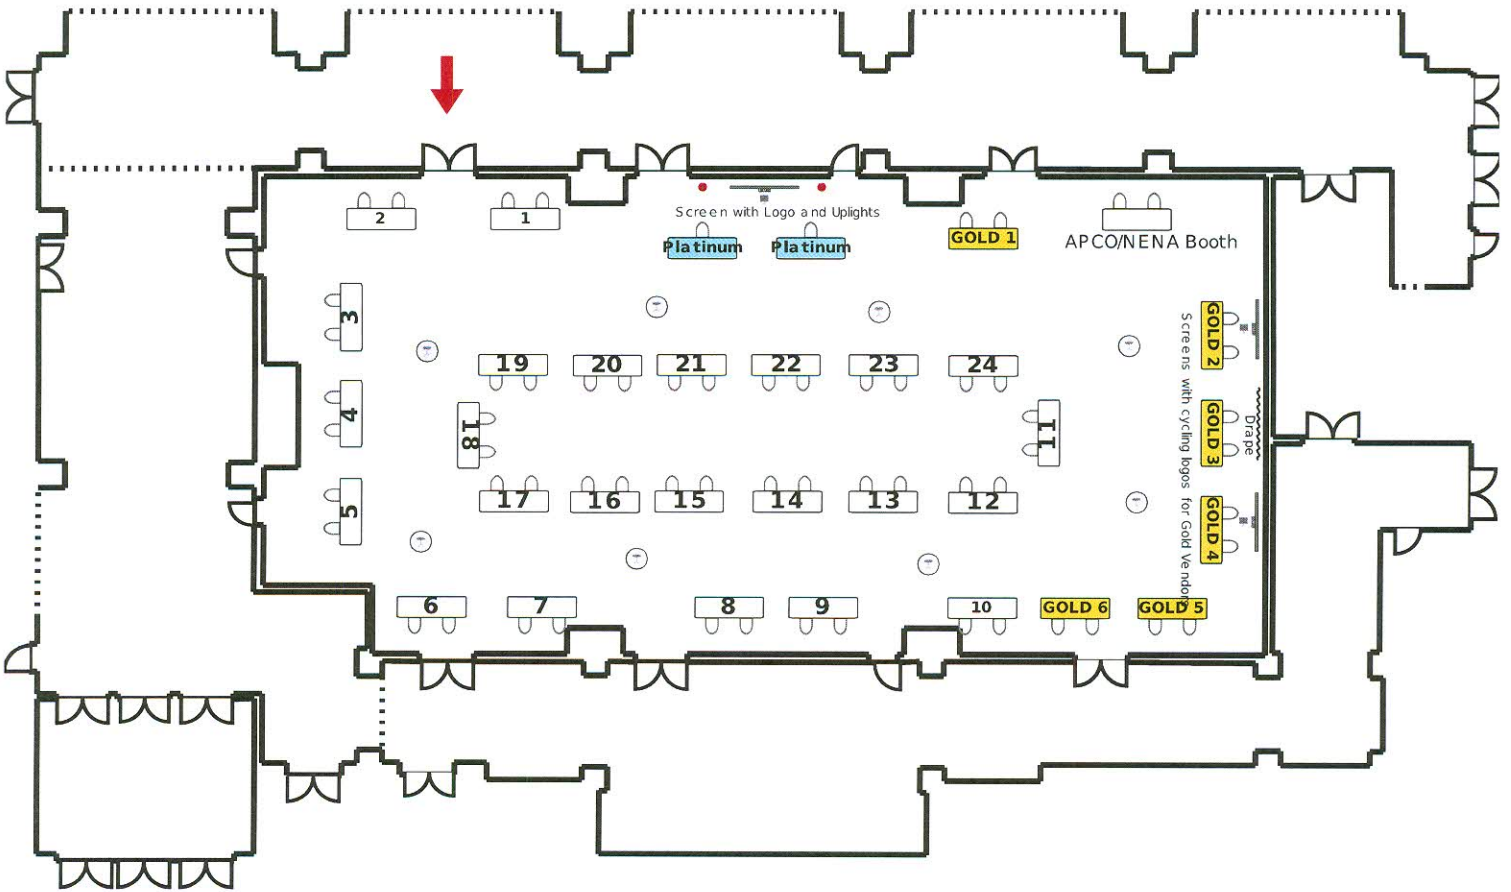 2
1
Screen with Logo and Uplights
Platinum
Platinum
GOLD 1
APCO/NENA Booth
3
4
5
19
20
21
22
23
24
18
11
17
16
15
14
13
12
6
7
8
9
10
GOLD 6
GOLD 5
GOLD 2
GOLD 3
GOLD 4
Screens with cycling logos for Gold Vendors
Drape